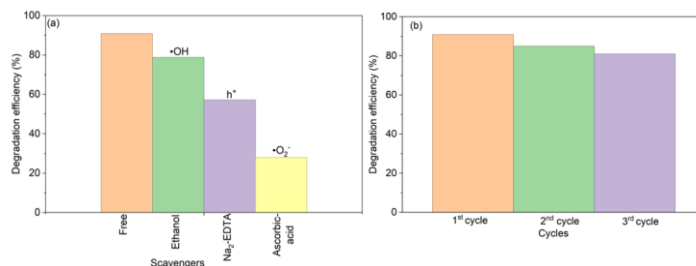 (a)
Degradation efficiency (%)
100
80
60
40
20
0
•OH
h⁺
•O₂⁻
Free
Ethanol
Na₂-EDTA
Ascorbic-
acid
Scavengers
(b)
Degradation efficiency (%)
100
80
60
40
20
0
1ˢᵗ cycle 2ⁿᵈ cycle 3ʳᵈ cycle
Cycles